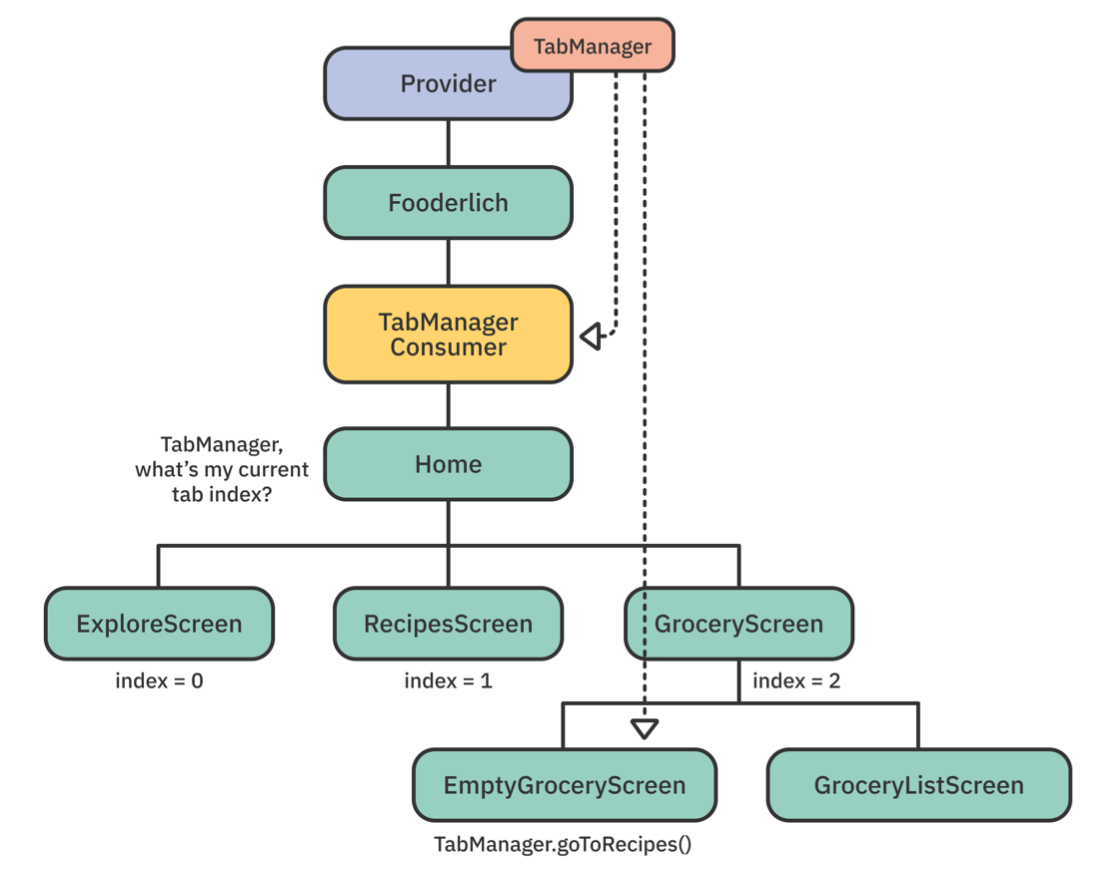 TabManager
Provider
Fooderlich
TabManager
Consumer
TabManager,
what's my current
tab index?
Home
ExploreScreen
RecipesScreen
GroceryScreen
index = 0
index = 1
index = 2
EmptyGroceryScreen
GroceryListScreen
TabManager.goToRecipes()